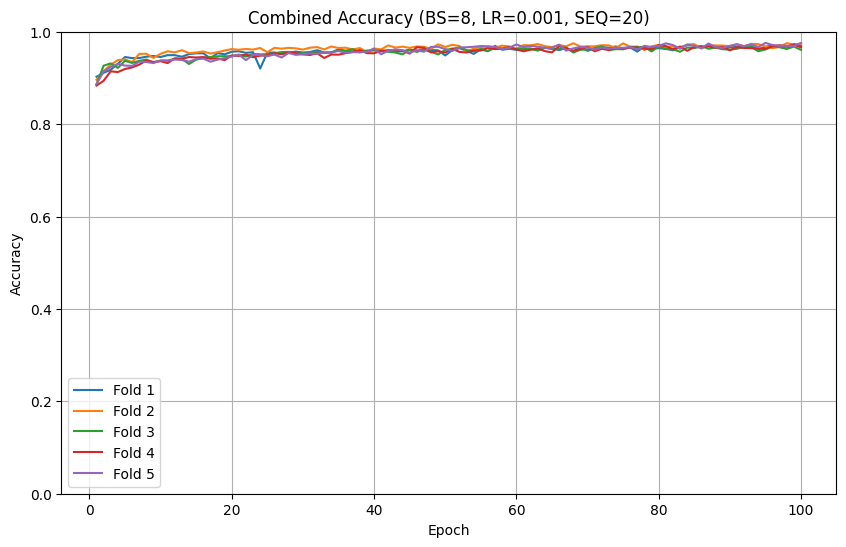 Combined Accuracy (BS=8, LR=0.001, SEQ=20)
1.0
0.8
0.6
0.4
0.2
0.0
Accuracy
Fold 1
Fold 2
Fold 3
Fold 4
Fold 5
0 20 40 60 80 100
Epoch